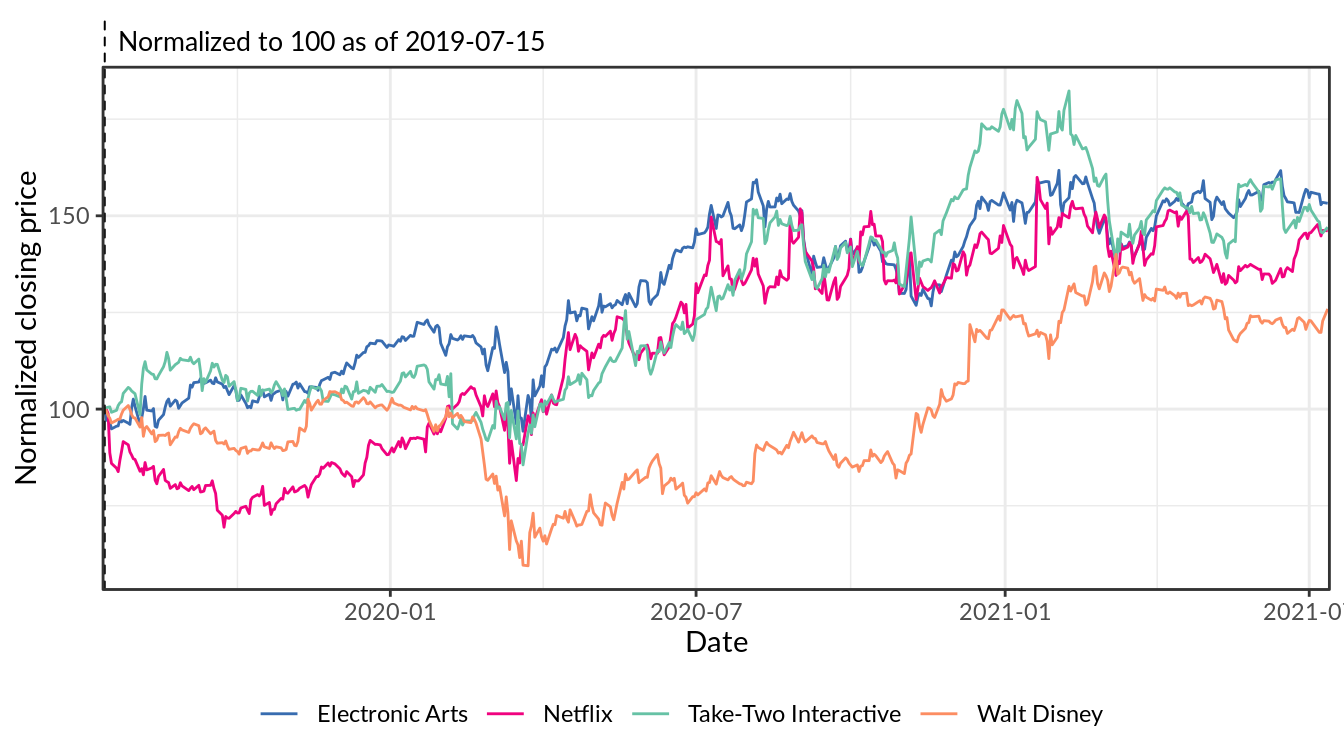 Normalized to 100 as of 2019-07-15
Normalized closing price
150
100
2020-01
2020-07
2021-01
2021-0
Date
Electronic Arts
Netflix
Take-Two Interactive
Walt Disney